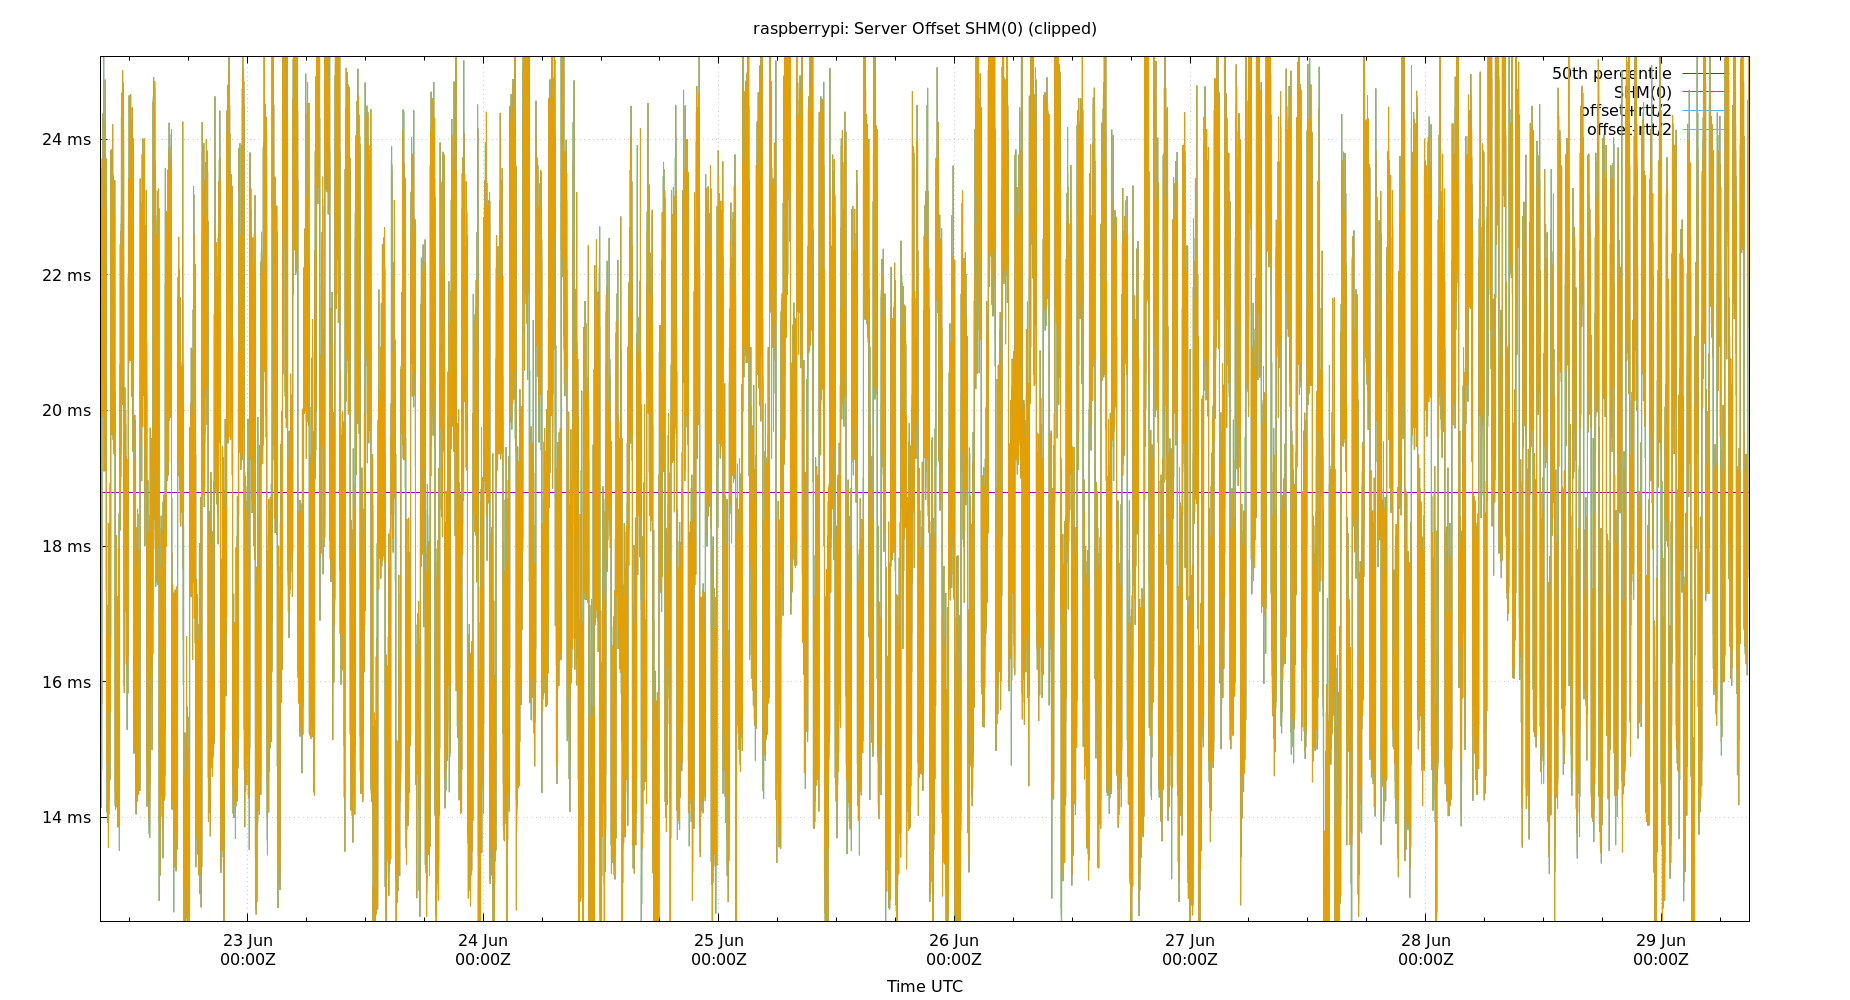 raspberrypi: Server Offset SHM(0) (clipped)
50th percentile
SHM(0)
offset+rtt/2
offset-rtt/2
24 ms
22 ms
20 ms
18 ms
16 ms
14 ms
23 Jun 24 Jun 25 Jun 26 Jun 27 Jun 28 Jun 29 Jun
00:00Z 00:00Z 00:00Z 00:00Z 00:00Z 00:00Z 00:00Z
Time UTC